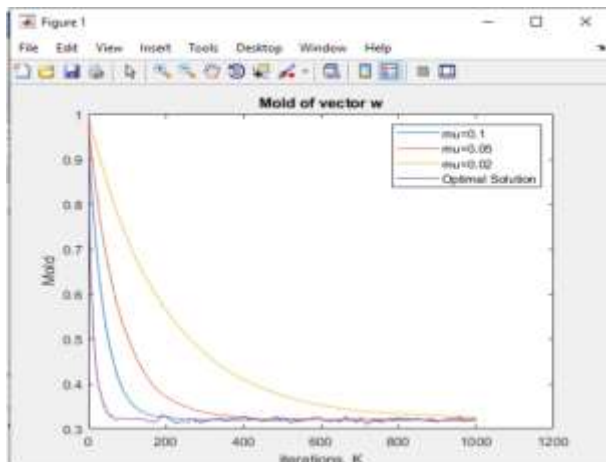 Figure 1
File Edit View Insert Tools Desktop Window Help
Mold of vector w
mu=0.1
mu=0.05
mu=0.02
Optimal Solution
1
0.9
0.8
0.7
0.6
0.5
0.4
0.3
Mold
0 200 400 600 800 1000 1200
iterations, K